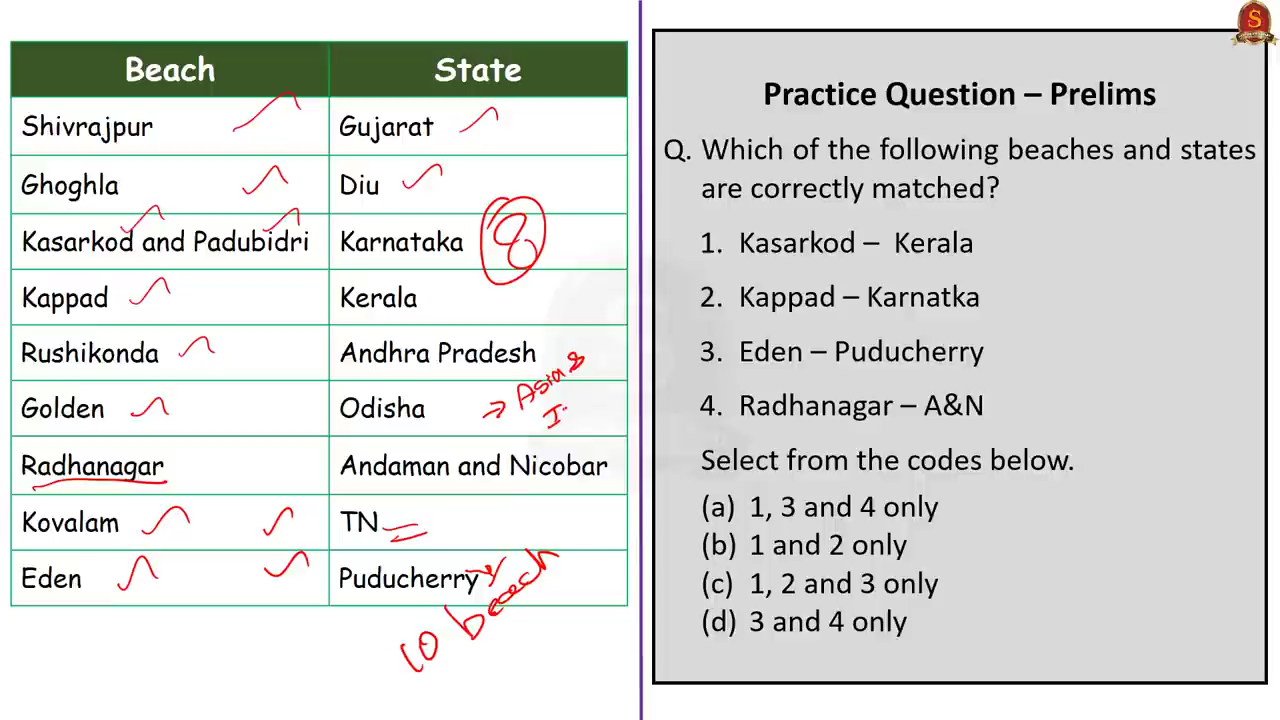 Beach State
Shivrajpur Gujarat
Ghoghla Diu
Kasarkod and Padubidri Karnataka
8
Kappad Kerala
Rushikonda Andhra Pradesh
Golden Odisha
Asia &
I
Radhanagar Andaman and Nicobar
Kovalam TN
Eden Puducherry
10 beach
S
Practice Question – Prelims
Q. Which of the following beaches and states
are correctly matched?
1. Kasarkod – Kerala
2. Kappad – Karnatka
3. Eden – Puducherry
4. Radhanagar – A&N
Select from the codes below.
(a) 1, 3 and 4 only
(b) 1 and 2 only
(c) 1, 2 and 3 only
(d) 3 and 4 only